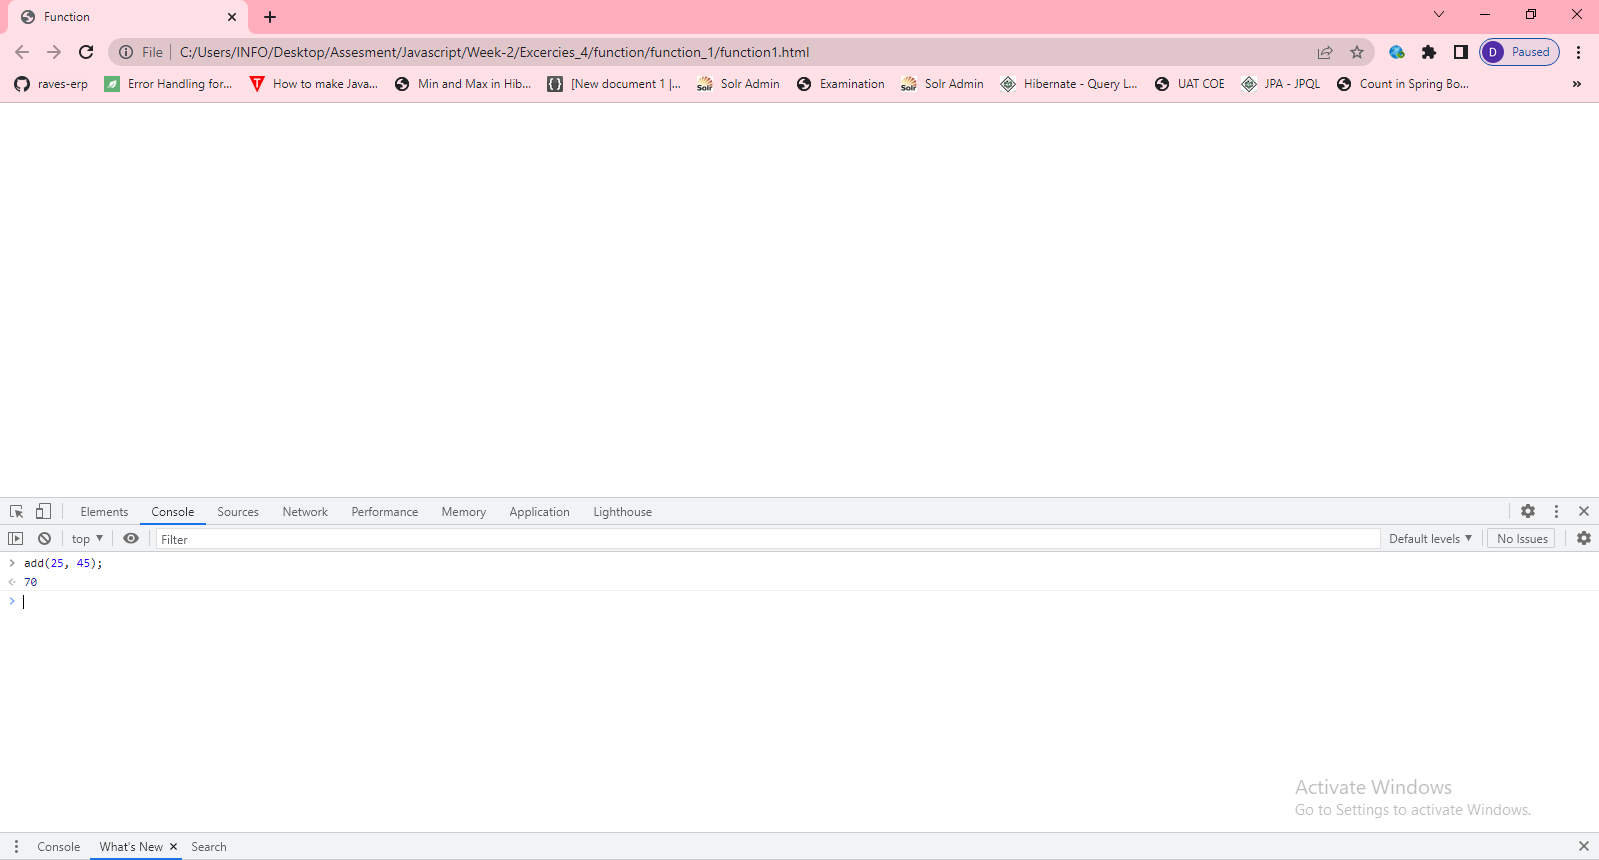 Function
File
C:/Users/INFO/Desktop/Assesment/Javascript/Week-2/Excercies_4/function/function_1/function1.html
D Paused
raves-erp Error Handling for... How to make Java... Min and Max in Hib... [New document 1 |... Solr Admin Examination Solr Admin Hibernate - Query L... UAT COE JPA - JPQL Count in Spring Bo... »
Elements Console Sources Network Performance Memory Application Lighthouse
top ▼ Filter Default levels ▼ No Issues
> add(25, 45);
70
>
Activate Windows
Go to Settings to activate Windows.
Console What's New Search